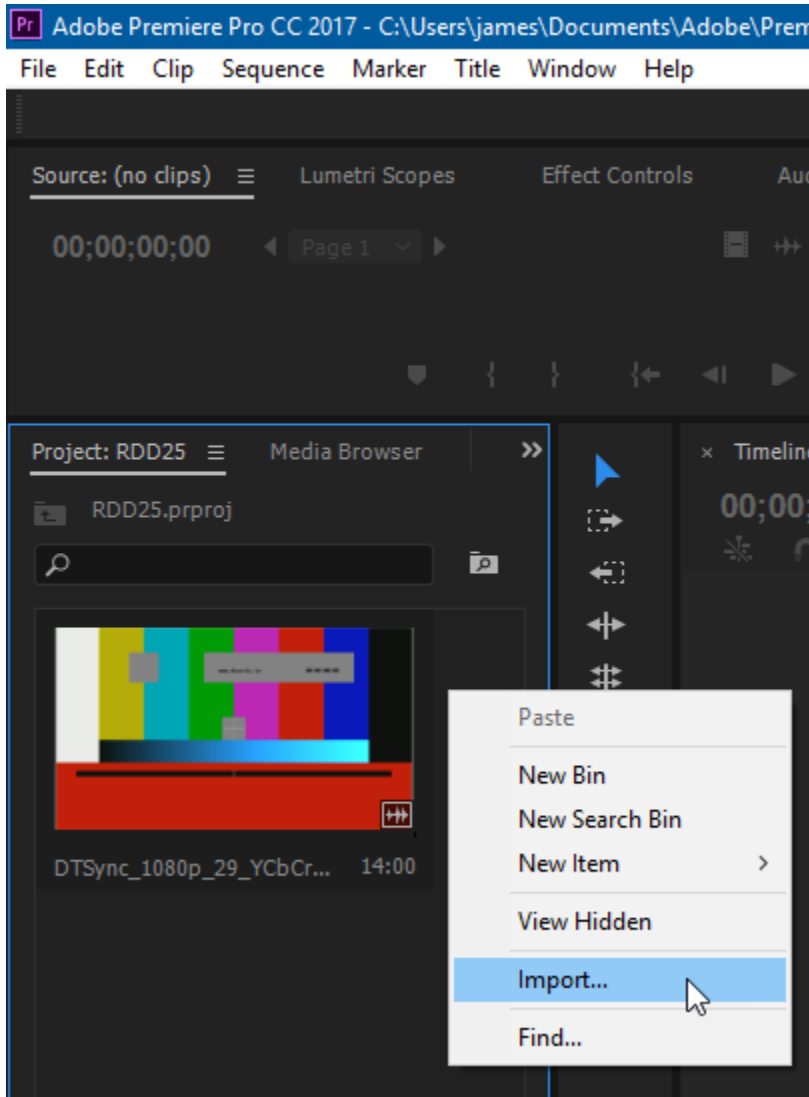 Pr Adobe Premiere Pro CC 2017 - C:\Users\james\Documents\Adobe\Prem
File Edit Clip Sequence Marker Title Window Help
Source: (no clips) Lumetri Scopes Effect Controls Aud
00;00;00;00 Page 1
Project: RDD25 Media Browser × Timeline
RDD25.prproj 00;00;
DTSync_1080p_29_YCbCr... 14:00
Paste
New Bin
New Search Bin
New Item
View Hidden
Import...
Find...